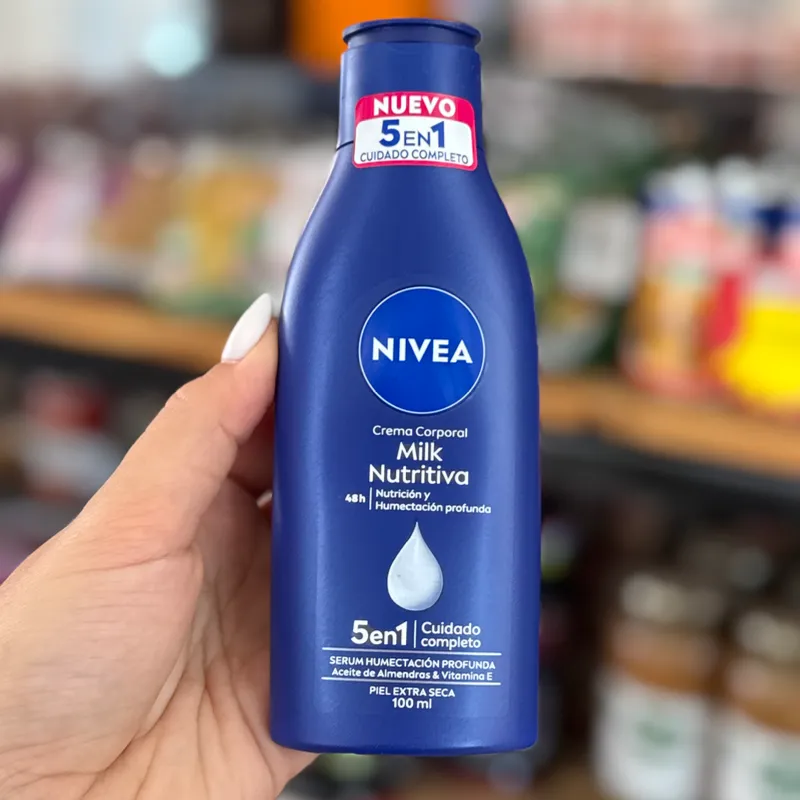 NUEVO
5EN1
CUIDADO COMPLETO
NIVEA
Crema Corporal
Milk
Nutritiva
48h | Nutrición y
Humectación profunda
5en1 | Cuidado
completo
SERUM HUMECTACIÓN PROFUNDA
Aceite de Almendras & Vitamina E
PIEL EXTRA SECA
100 ml